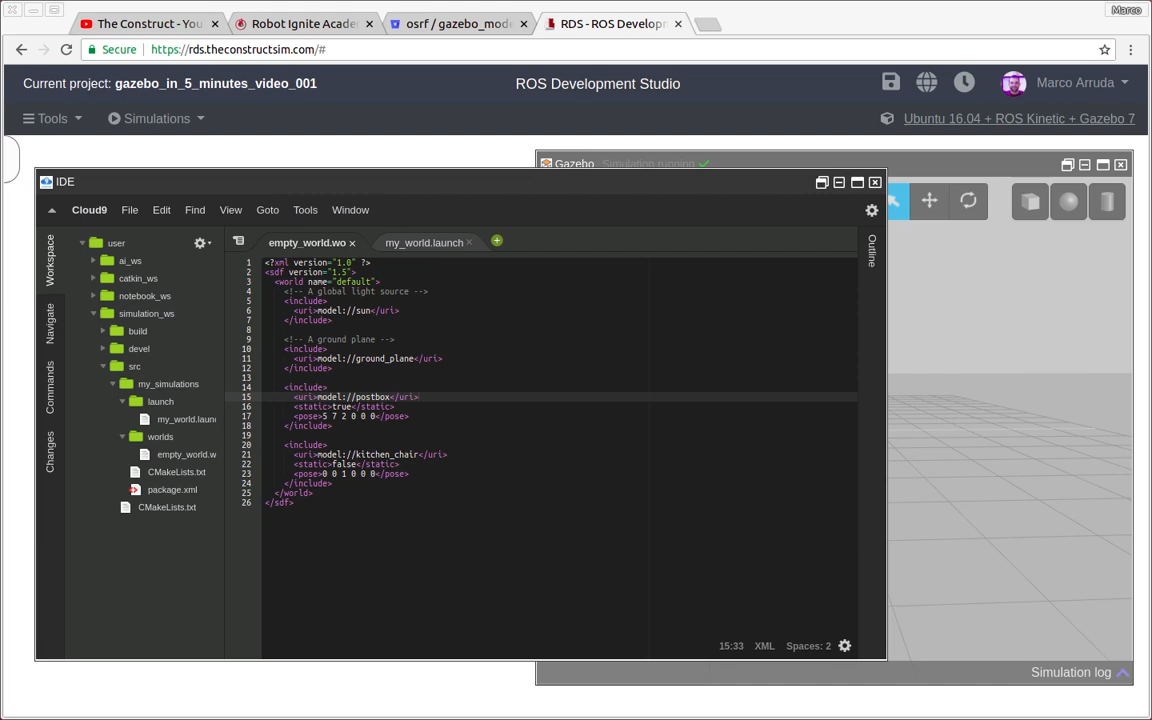 Marco
The Construct - You
Robot Ignite Acade
osrf / gazebo_mode
RDS - ROS Developm
Secure https://rds.theconstructsim.com/#
Current project: gazebo_in_5_minutes_video_001
ROS Development Studio
Marco Arruda
Tools
Simulations
Ubuntu 16.04 + ROS Kinetic + Gazebo 7
Gazebo Simulation running
IDE
Cloud9 File Edit Find View Goto Tools Window
Workspace
Navigate
Commands
Changes
user
ai_ws
catkin_ws
notebook_ws
simulation_ws
build
devel
src
my_simulations
launch
my_world.launc
worlds
empty_world.w
CMakeLists.txt
package.xml
CMakeLists.txt
empty_world.wo
my_world.launch
Outline
1 <?xml version="1.0" ?>
2 <sdf version="1.5">
3 <world name="default">
4 <!-- A global light source -->
5 <include>
6 <uri>model://sun</uri>
7 </include>
8
9 <!-- A ground plane -->
10 <include>
11 <uri>model://ground_plane</uri>
12 </include>
13
14 <include>
15 <uri>model://postbox</uri>
16 <static>true</static>
17 <pose>5 7 2 0 0 0</pose>
18 </include>
19
20 <include>
21 <uri>model://kitchen_chair</uri>
22 <static>false</static>
23 <pose>0 0 1 0 0 0</pose>
24 </include>
25 </world>
26 </sdf>
15:33 XML Spaces: 2
Simulation log